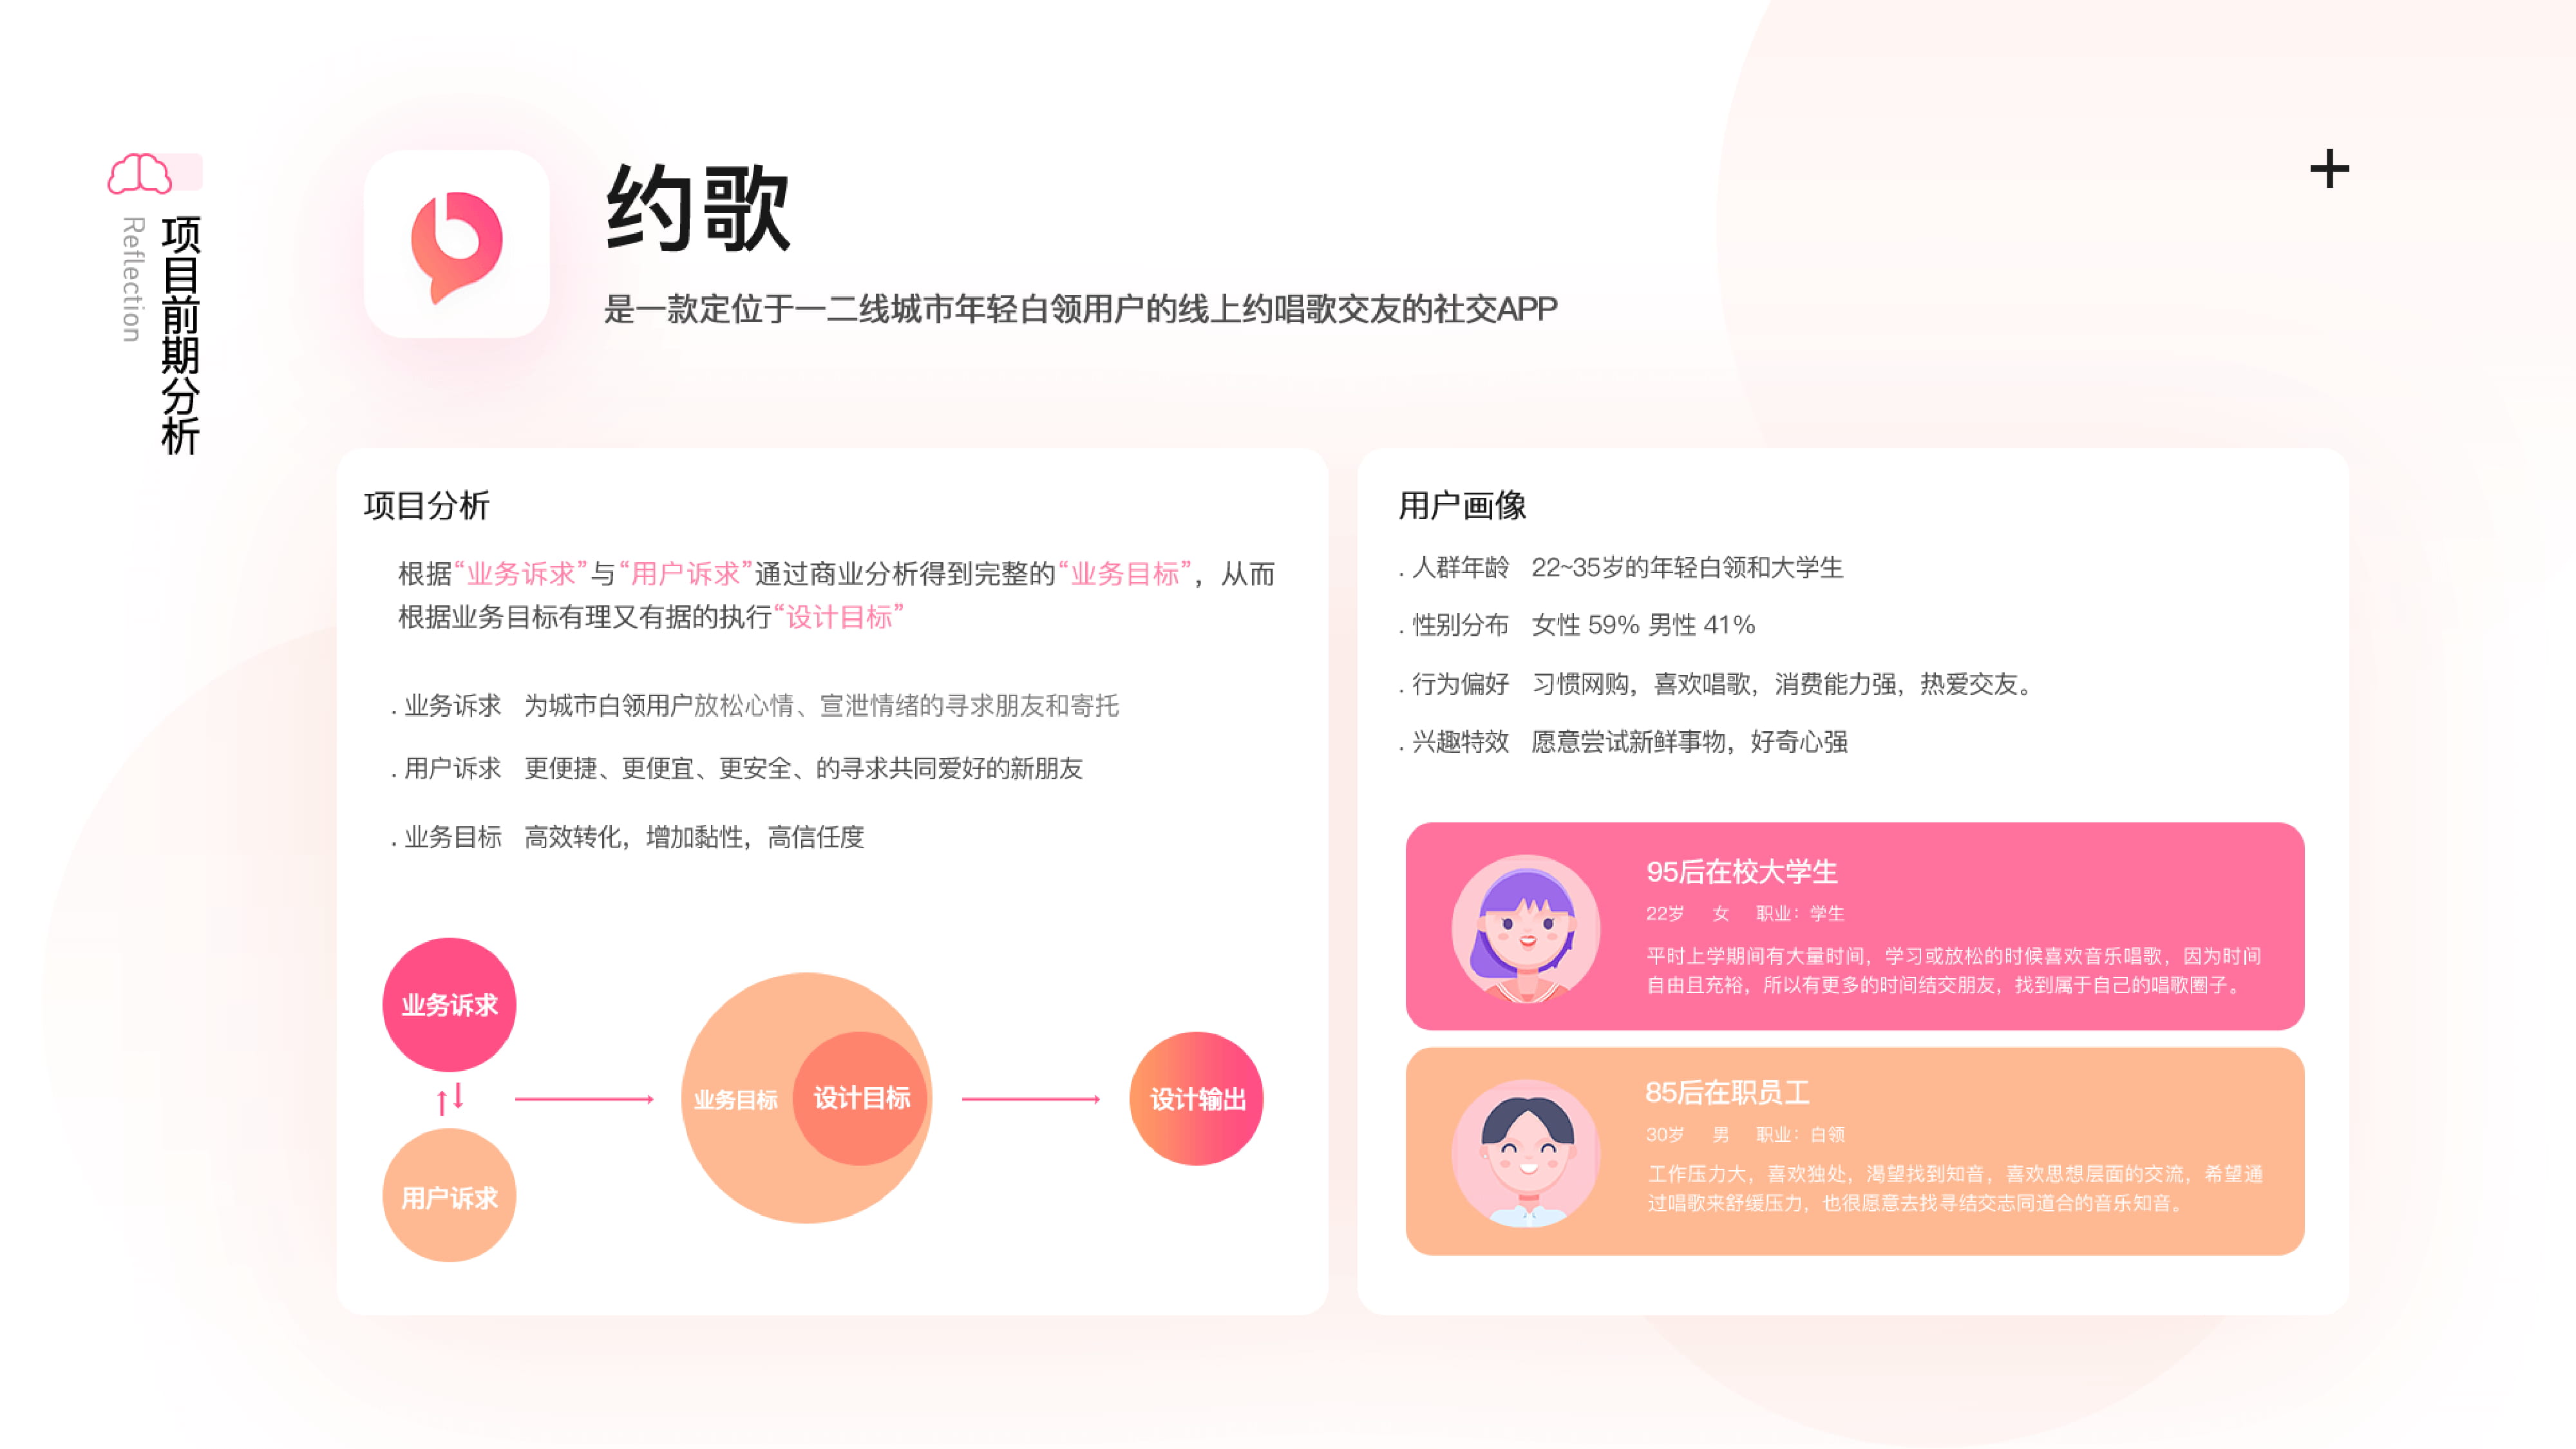 项目前期分析
Reflection
约歌
是一款定位于一二线城市年轻白领用户的线上约唱歌交友的社交APP
项目分析
根据“业务诉求”与“用户诉求”通过商业分析得到完整的“业务目标”，从而
根据业务目标有理又有据的执行“设计目标”
. 业务诉求 为城市白领用户放松心情、宣泄情绪的寻求朋友和寄托
. 用户诉求 更便捷、更便宜、更安全、的寻求共同爱好的新朋友
. 业务目标 高效转化，增加黏性，高信任度
业务诉求
用户诉求
业务目标
设计目标
设计输出
用户画像
. 人群年龄 22~35岁的年轻白领和大学生
. 性别分布 女性 59% 男性 41%
. 行为偏好 习惯网购，喜欢唱歌，消费能力强，热爱交友。
. 兴趣特效 愿意尝试新鲜事物，好奇心强
95后在校大学生
22岁 女 职业：学生
平时上学期间有大量时间，学习或放松的时候喜欢音乐唱歌，因为时间
自由且充裕，所以有更多的时间结交朋友，找到属于自己的唱歌圈子。
85后在职员工
30岁 男 职业：白领
工作压力大，喜欢独处，渴望找到知音，喜欢思想层面的交流，希望通
过唱歌来舒缓压力，也很愿意去找寻结交志同道合的音乐知音。